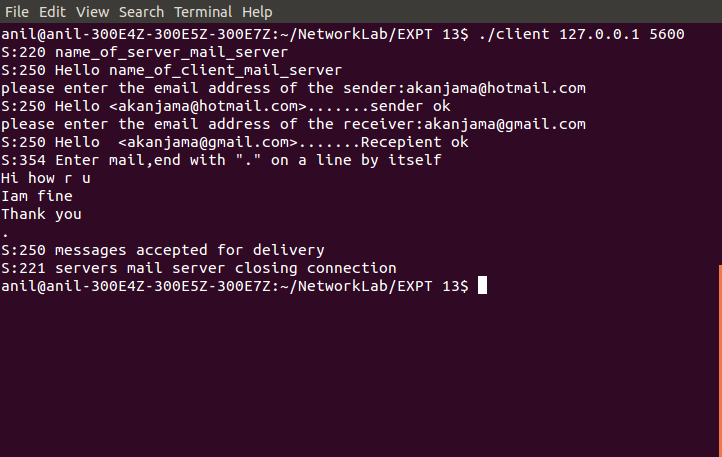 File Edit View Search Terminal Help
anil@anil-300E4Z-300E5Z-300E7Z:~/NetworkLab/EXPT 13$ ./client 127.0.0.1 5600
S:220 name_of_server_mail_server
S:250 Hello name_of_client_mail_server
please enter the email address of the sender:akanjama@hotmail.com
S:250 Hello <akanjama@hotmail.com>.......sender ok
please enter the email address of the receiver:akanjama@gmail.com
S:250 Hello  <akanjama@gmail.com>.......Recepient ok
S:354 Enter mail,end with "." on a line by itself
Hi how r u
Iam fine
Thank you
.
S:250 messages accepted for delivery
S:221 servers mail server closing connection
anil@anil-300E4Z-300E5Z-300E7Z:~/NetworkLab/EXPT 13$